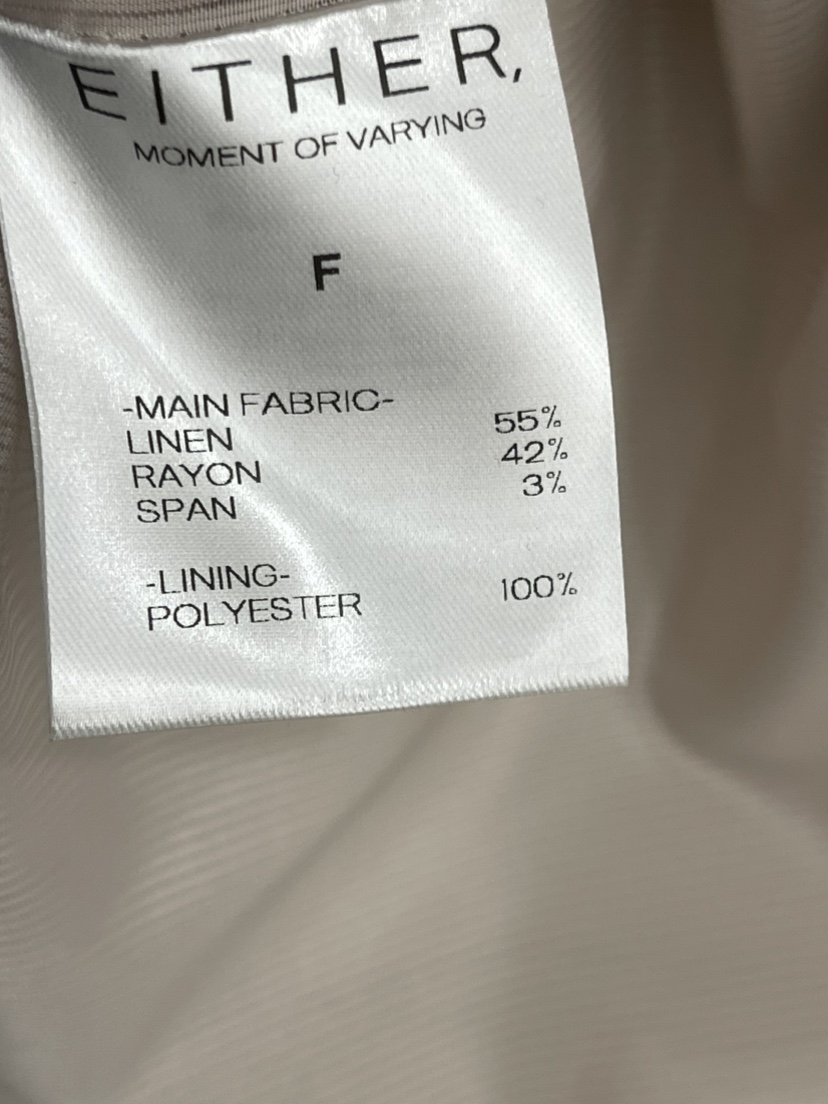 EITHER,
MOMENT OF VARYING
F
-MAIN FABRIC-
LINEN 55%
RAYON 42%
SPAN 3%
-LINING-
POLYESTER 100%